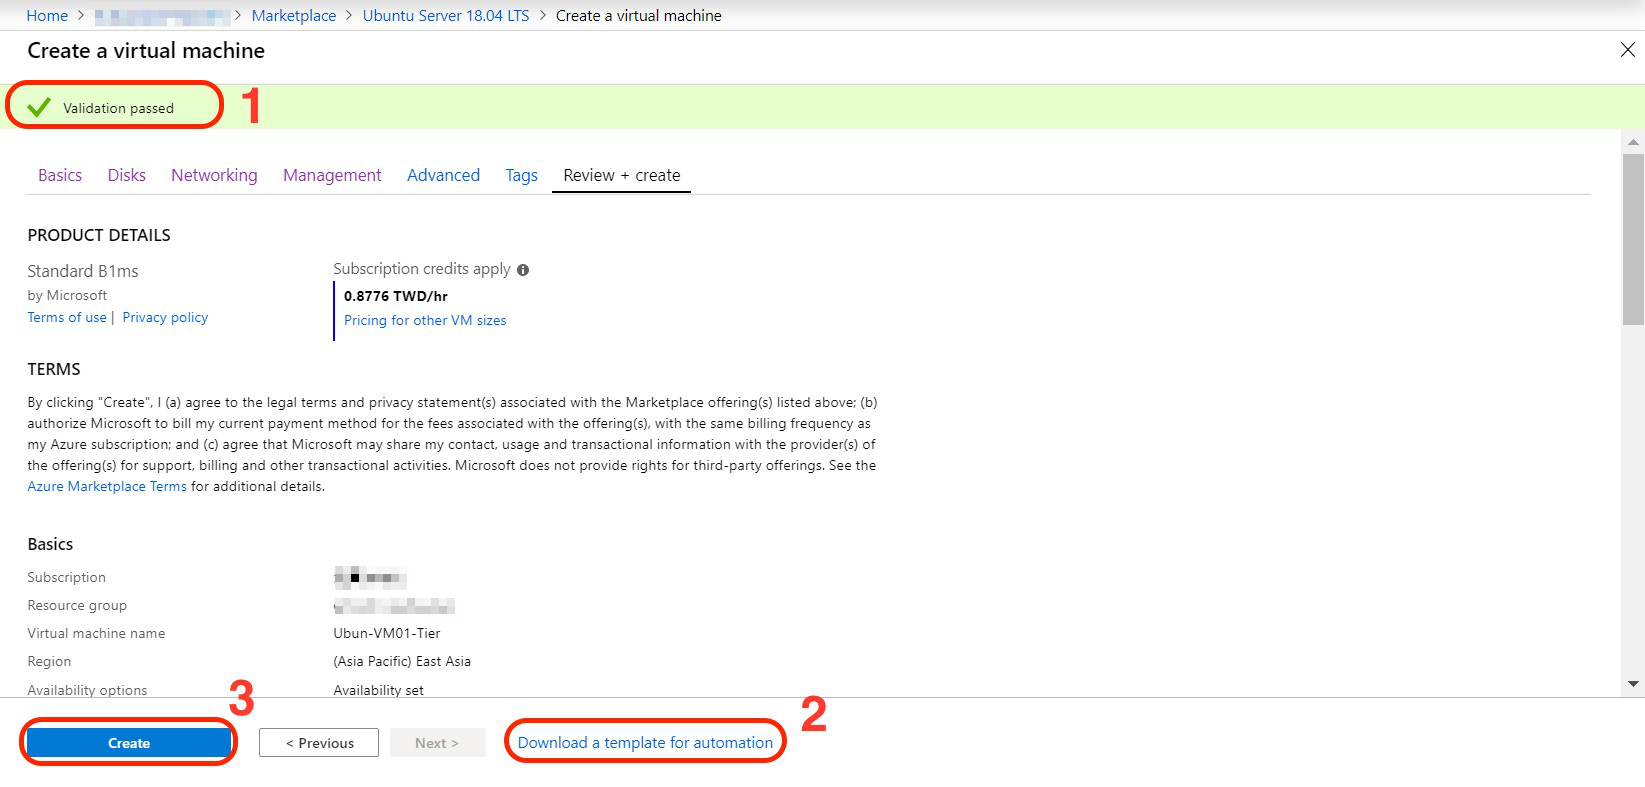 Home > > Marketplace > Ubuntu Server 18.04 LTS > Create a virtual machine
Create a virtual machine
Validation passed 1
Basics Disks Networking Management Advanced Tags Review + create
PRODUCT DETAILS
Standard B1ms
by Microsoft
Terms of use | Privacy policy
Subscription credits apply
0.8776 TWD/hr
Pricing for other VM sizes
TERMS
By clicking "Create", I (a) agree to the legal terms and privacy statement(s) associated with the Marketplace offering(s) listed above; (b)
authorize Microsoft to bill my current payment method for the fees associated with the offering(s), with the same billing frequency as
my Azure subscription; and (c) agree that Microsoft may share my contact, usage and transactional information with the provider(s) of
the offering(s) for support, billing and other transactional activities. Microsoft does not provide rights for third-party offerings. See the
Azure Marketplace Terms for additional details.
Basics
Subscription
Resource group
Virtual machine name Ubun-VM01-Tier
Region (Asia Pacific) East Asia
Availability options Availability set
3
2
Create < Previous Next > Download a template for automation